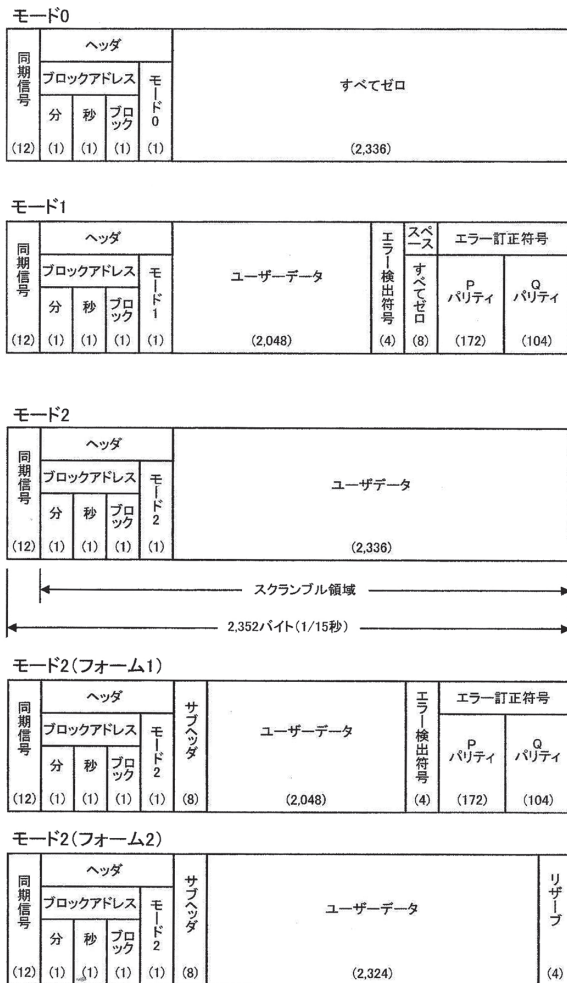 モード0
同期信号
(12)
ヘッダ
ブロックアドレス
分
(1)
秒
(1)
ブロック
(1)
モード0
(1)
すべてゼロ
(2,336)
モード1
同期信号
(12)
ヘッダ
ブロックアドレス
分
(1)
秒
(1)
ブロック
(1)
モード1
(1)
ユーザーデータ
(2,048)
エラー検出符号
(4)
スペース
すべてゼロ
(8)
エラー訂正符号
P
パリティ
(172)
Q
パリティ
(104)
モード2
同期信号
(12)
ヘッダ
ブロックアドレス
分
(1)
秒
(1)
ブロック
(1)
モード2
(1)
ユーザデータ
(2,336)
スクランブル領域
2,352バイト(1/15秒)
モード2(フォーム1)
同期信号
(12)
ヘッダ
ブロックアドレス
分
(1)
秒
(1)
ブロック
(1)
モード2
(1)
サブヘッダ
(8)
ユーザーデータ
(2,048)
エラー検出符号
(4)
エラー訂正符号
P
パリティ
(172)
Q
パリティ
(104)
モード2(フォーム2)
同期信号
(12)
ヘッダ
ブロックアドレス
分
(1)
秒
(1)
ブロック
(1)
モード2
(1)
サブヘッダ
(8)
ユーザーデータ
(2,324)
リザーブ
(4)